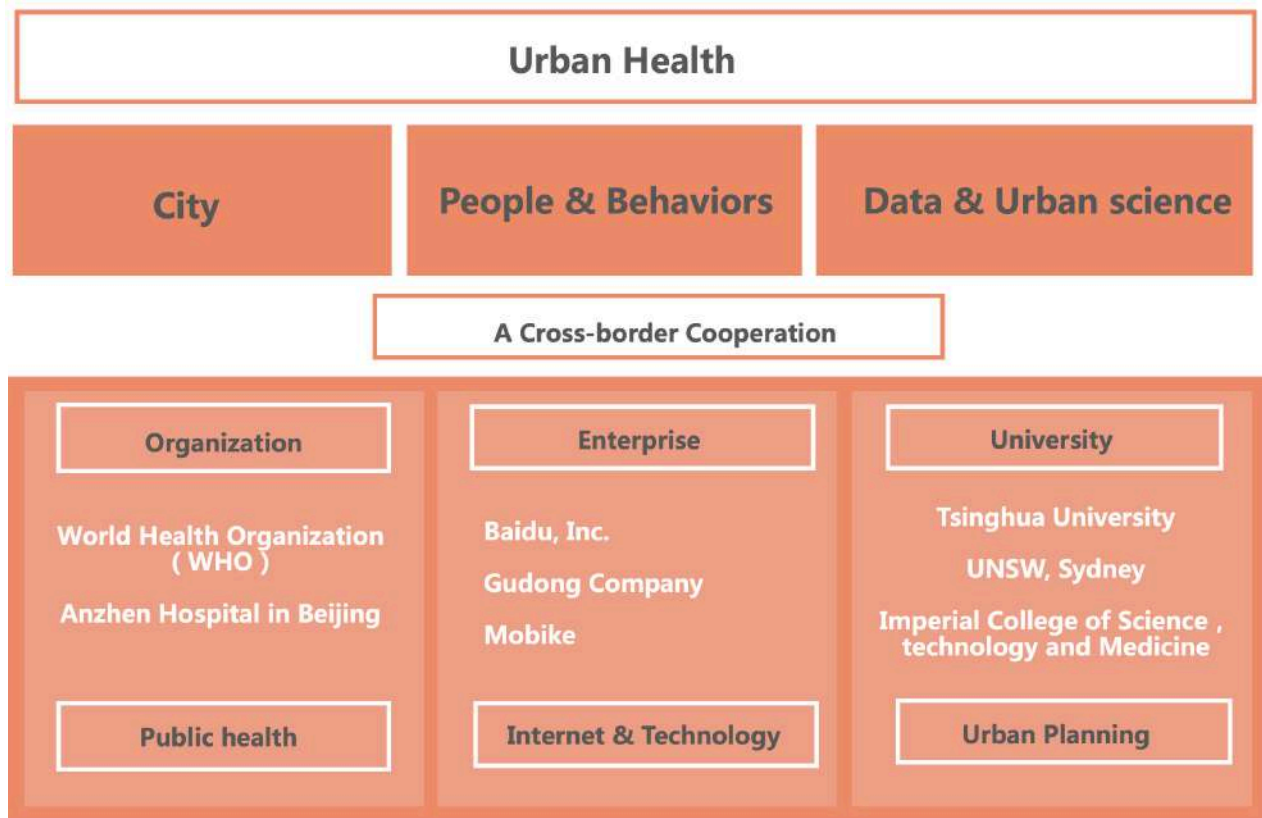 Urban Health
City
People & Behaviors
Data & Urban science
A Cross-border Cooperation
Organization
World Health Organization
( WHO )
Anzhen Hospital in Beijing
Public health
Enterprise
Baidu, Inc.
Gudong Company
Mobike
Internet & Technology
University
Tsinghua University
UNSW, Sydney
Imperial College of Science ,
technology and Medicine
Urban Planning